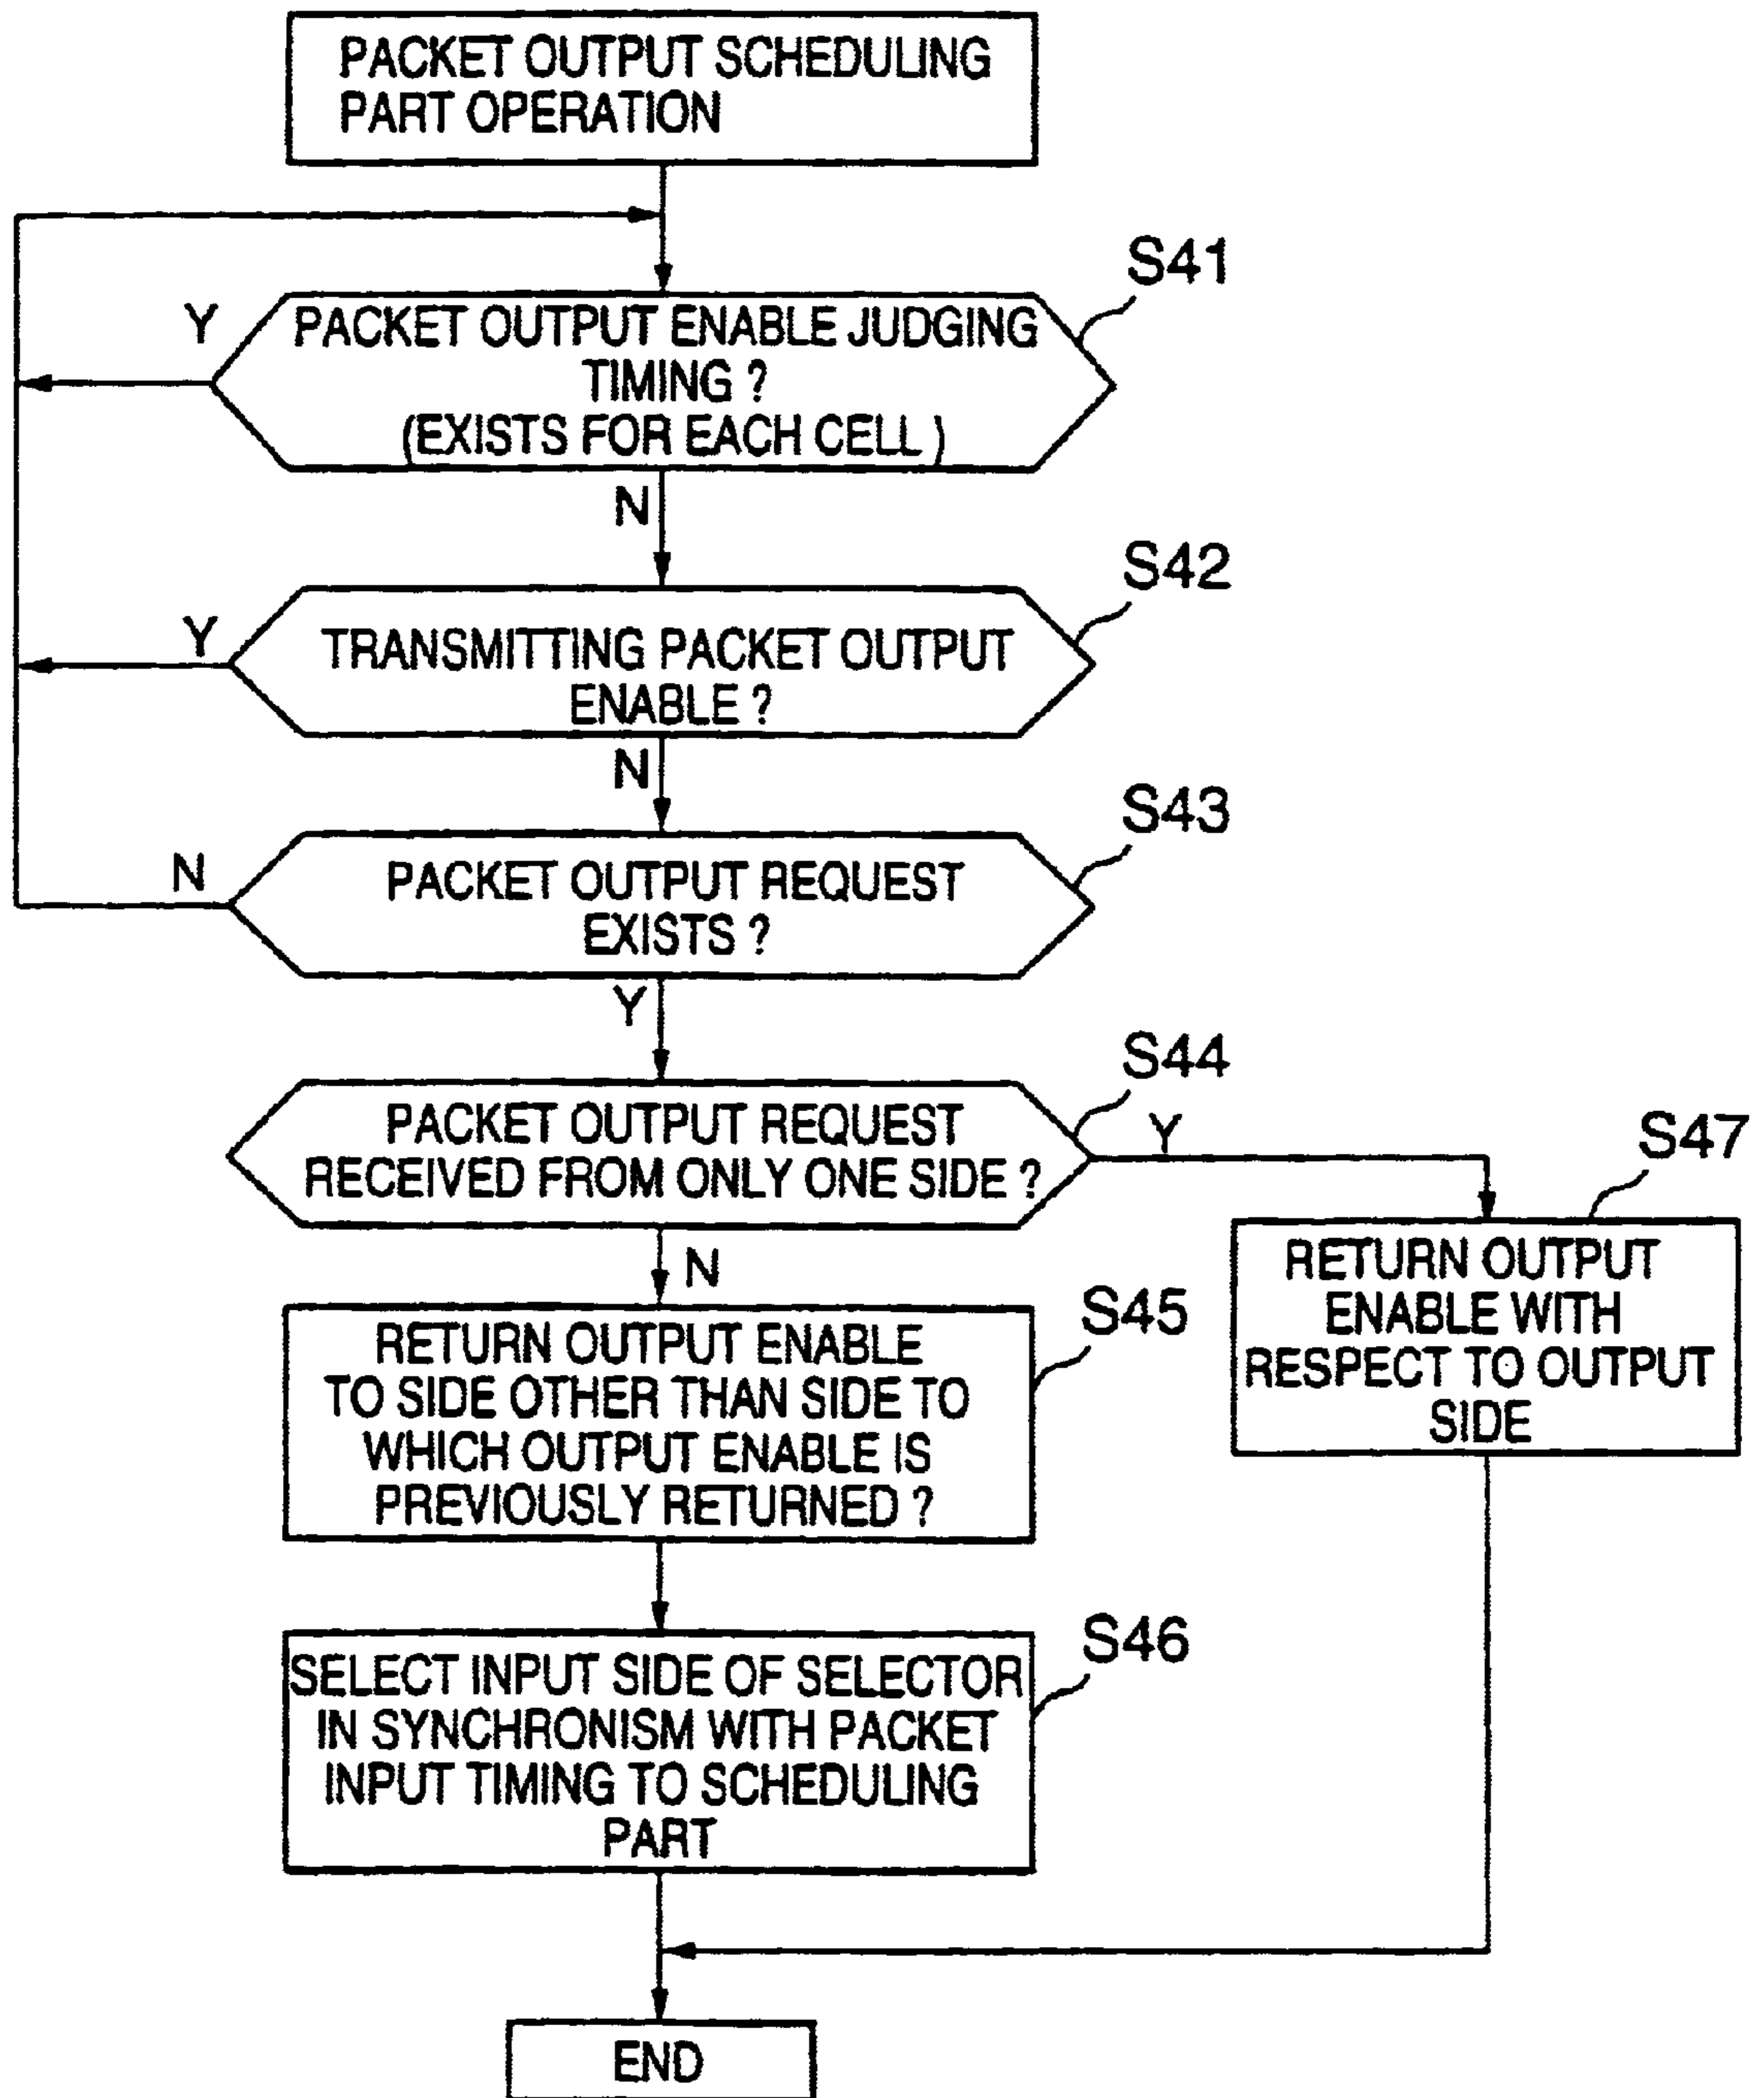 PACKET OUTPUT SCHEDULING
PART OPERATION
S41
Y
PACKET OUTPUT ENABLE JUDGING
TIMING ?
(EXISTS FOR EACH CELL )
N
S42
Y
TRANSMITTING PACKET OUTPUT
ENABLE ?
N
S43
N
PACKET OUTPUT REQUEST
EXISTS ?
Y
S44
PACKET OUTPUT REQUEST
RECEIVED FROM ONLY ONE SIDE ?
Y
S47
N
RETURN OUTPUT
ENABLE WITH
RESPECT TO OUTPUT
SIDE
S45
RETURN OUTPUT ENABLE
TO SIDE OTHER THAN SIDE TO
WHICH OUTPUT ENABLE IS
PREVIOUSLY RETURNED ?
S46
SELECT INPUT SIDE OF SELECTOR
IN SYNCHRONISM WITH PACKET
INPUT TIMING TO SCHEDULING
PART
END